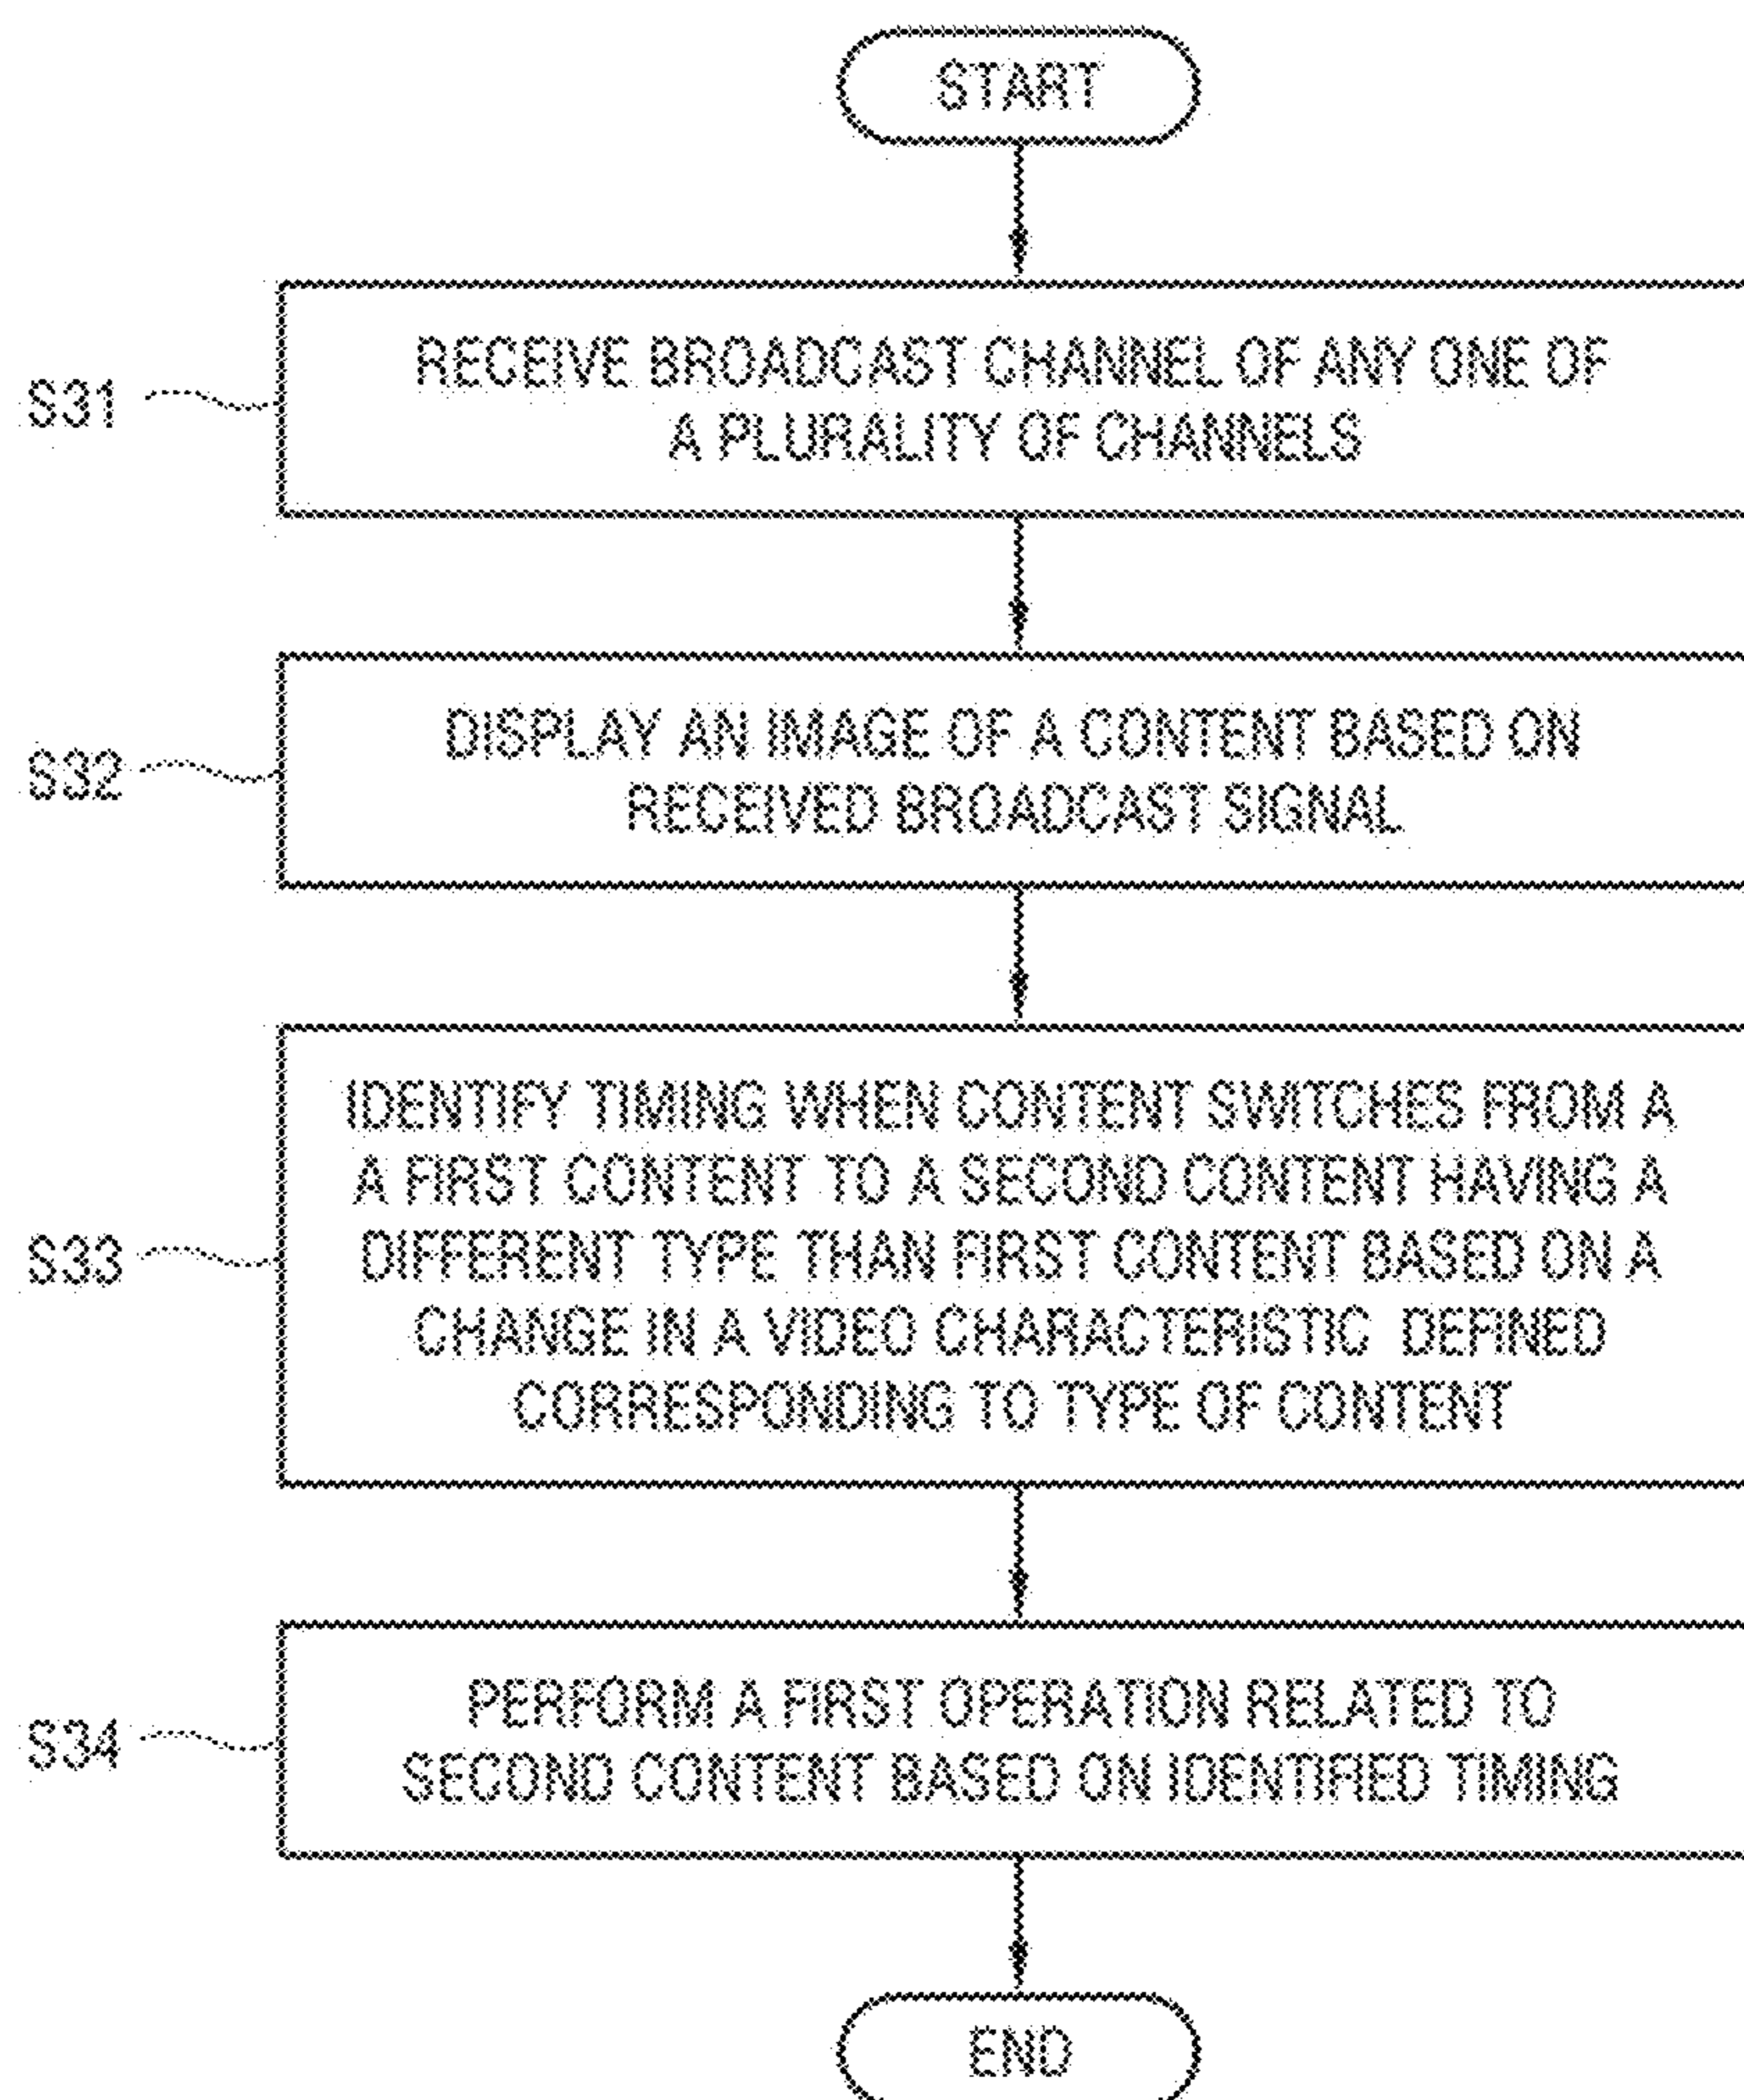 START
S31
RECEIVE BROADCAST CHANNEL OF ANY ONE OF
A PLURALITY OF CHANNELS
S32
DISPLAY AN IMAGE OF A CONTENT BASED ON
RECEIVED BROADCAST SIGNAL
S33
IDENTIFY TIMING WHEN CONTENT SWITCHES FROM A
A FIRST CONTENT TO A SECOND CONTENT HAVING A
DIFFERENT TYPE THAN FIRST CONTENT BASED ON A
CHANGE IN A VIDEO CHARACTERISTIC DEFINED
CORRESPONDING TO TYPE OF CONTENT
S34
PERFORM A FIRST OPERATION RELATED TO
SECOND CONTENT BASED ON IDENTIFIED TIMING
END